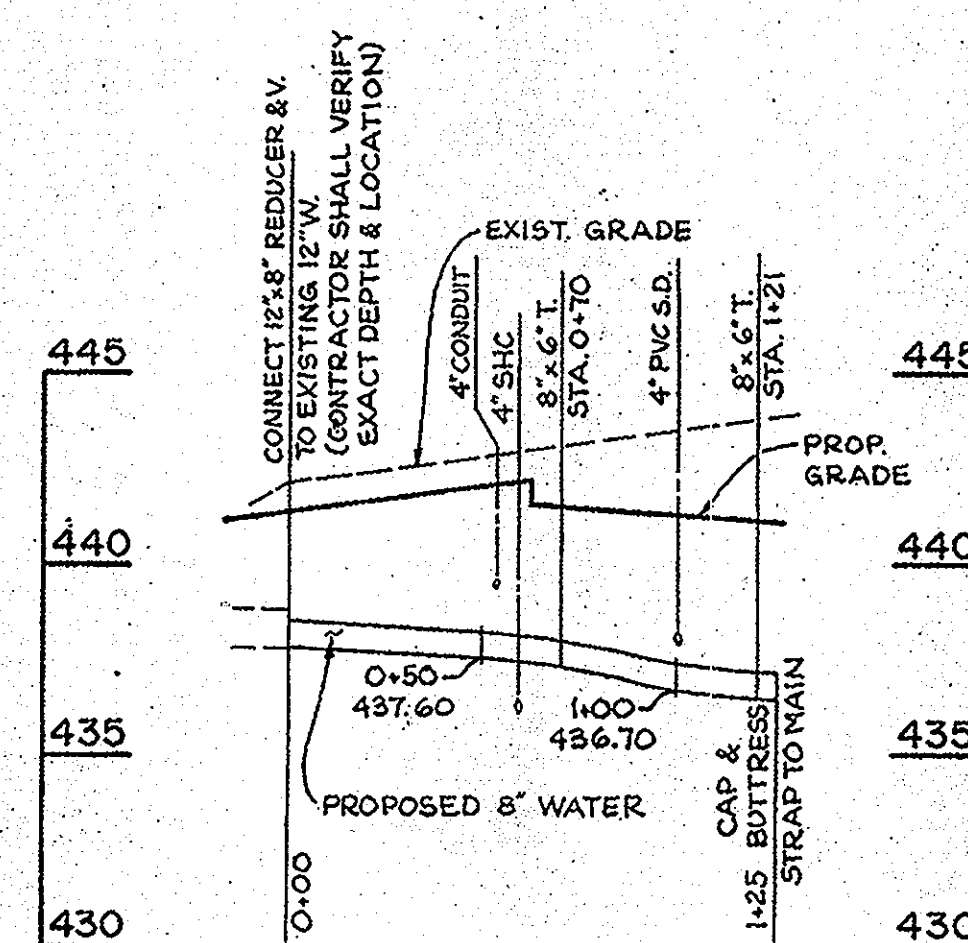 CONNECT 12"x8" REDUCER & V.
TO EXISTING 12" W.
(CONTRACTOR SHALL VERIFY
EXACT DEPTH & LOCATION)
EXIST. GRADE
4" CONDUIT
4" SHC
8" x 6" T.
STA. 0+70
4" PVC S.D.
8" x 6" T.
STA. 1+21
445
445
PROP.
GRADE
440
440
0+50
437.60
1+00
436.70
435
435
PROPOSED 8" WATER
CAP &
BUTTRESS
STRAP TO MAIN
0+00
1+25
430
430